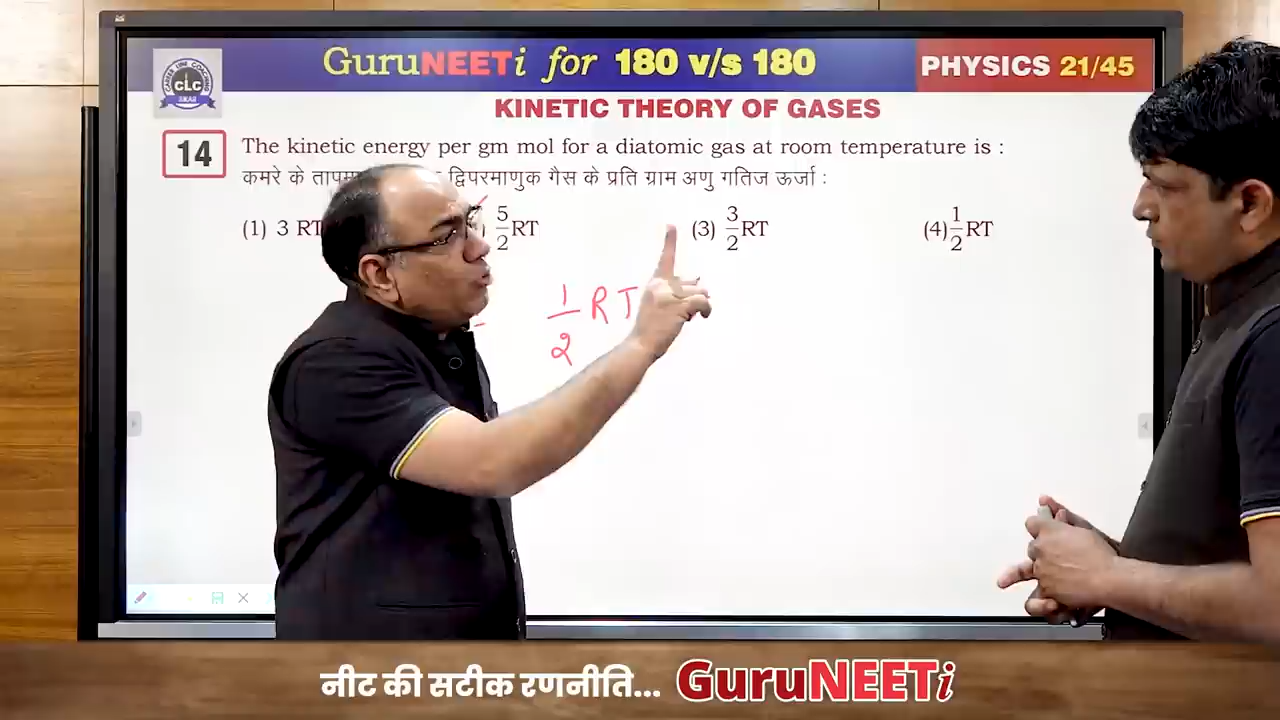 GuruNEETi for 180 v/s 180
PHYSICS 21/45
CLC
SIKAR
KINETIC THEORY OF GASES
14
The kinetic energy per gm mol for a diatomic gas at room temperature is :
कमरे के द्विपरमाणुक गैस के प्रति ग्राम अणु गतिज ऊर्जा :
(1) 3 RT
5/2 RT
(3) 3/2 RT
(4) 1/2 RT
1/2 RT
नीट की सटीक रणनीति... GuruNEETi